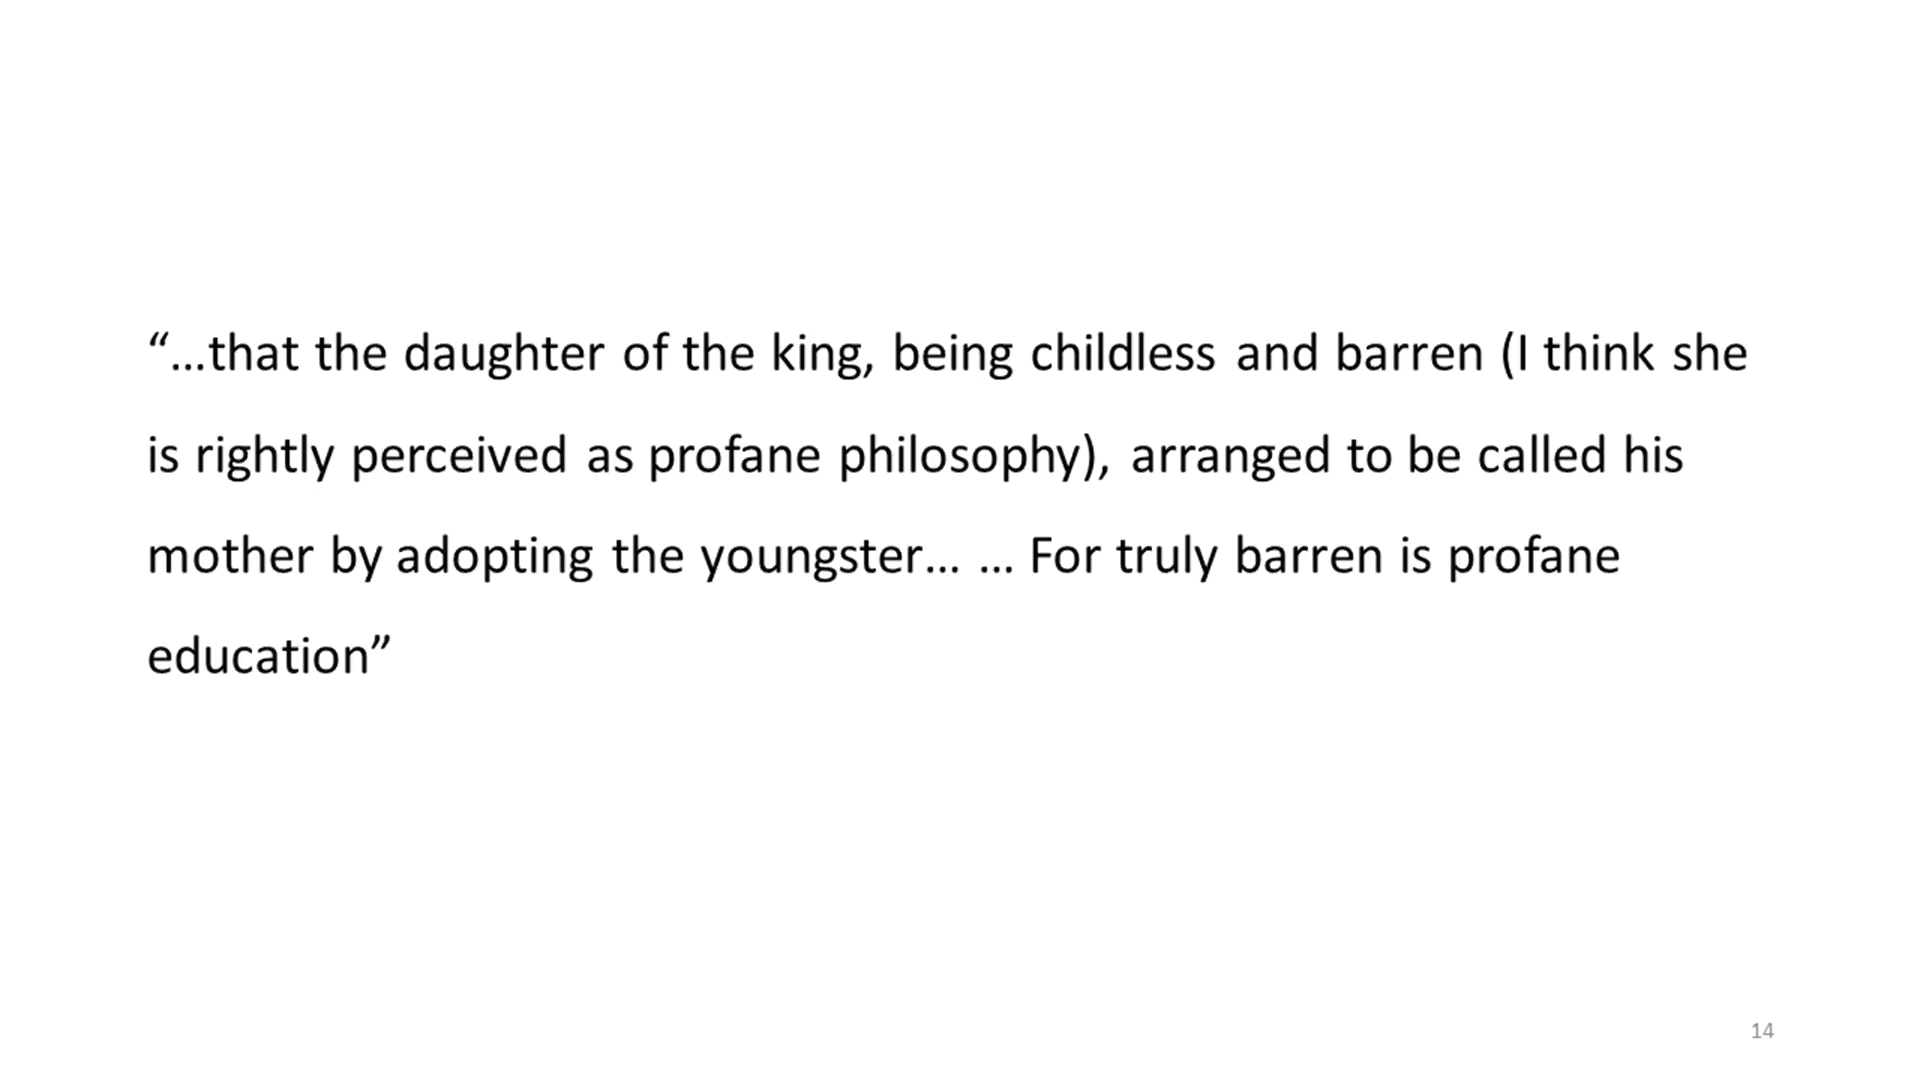 “…that the daughter of the king, being childless and barren (I think she
is rightly perceived as profane philosophy), arranged to be called his
mother by adopting the youngster… … For truly barren is profane
education”
14